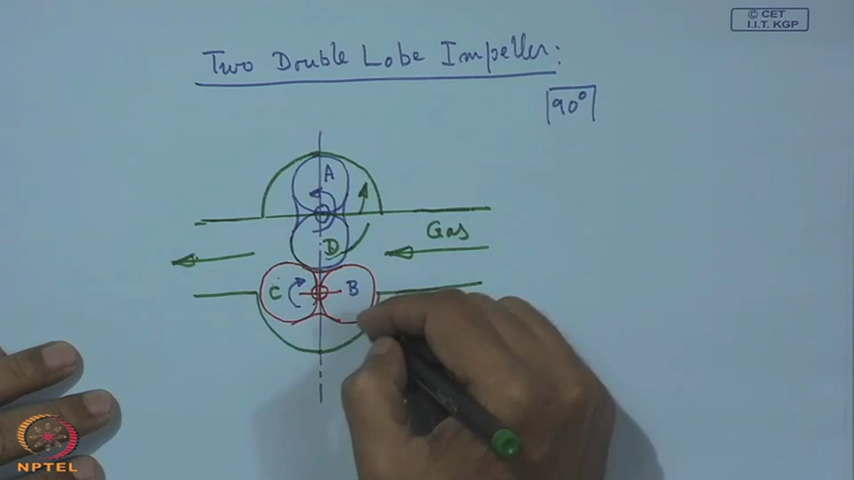 © CET
I.I.T. KGP
Two Double Lobe Impeller:
90°
A
D
Gas
C
B
NPTEL